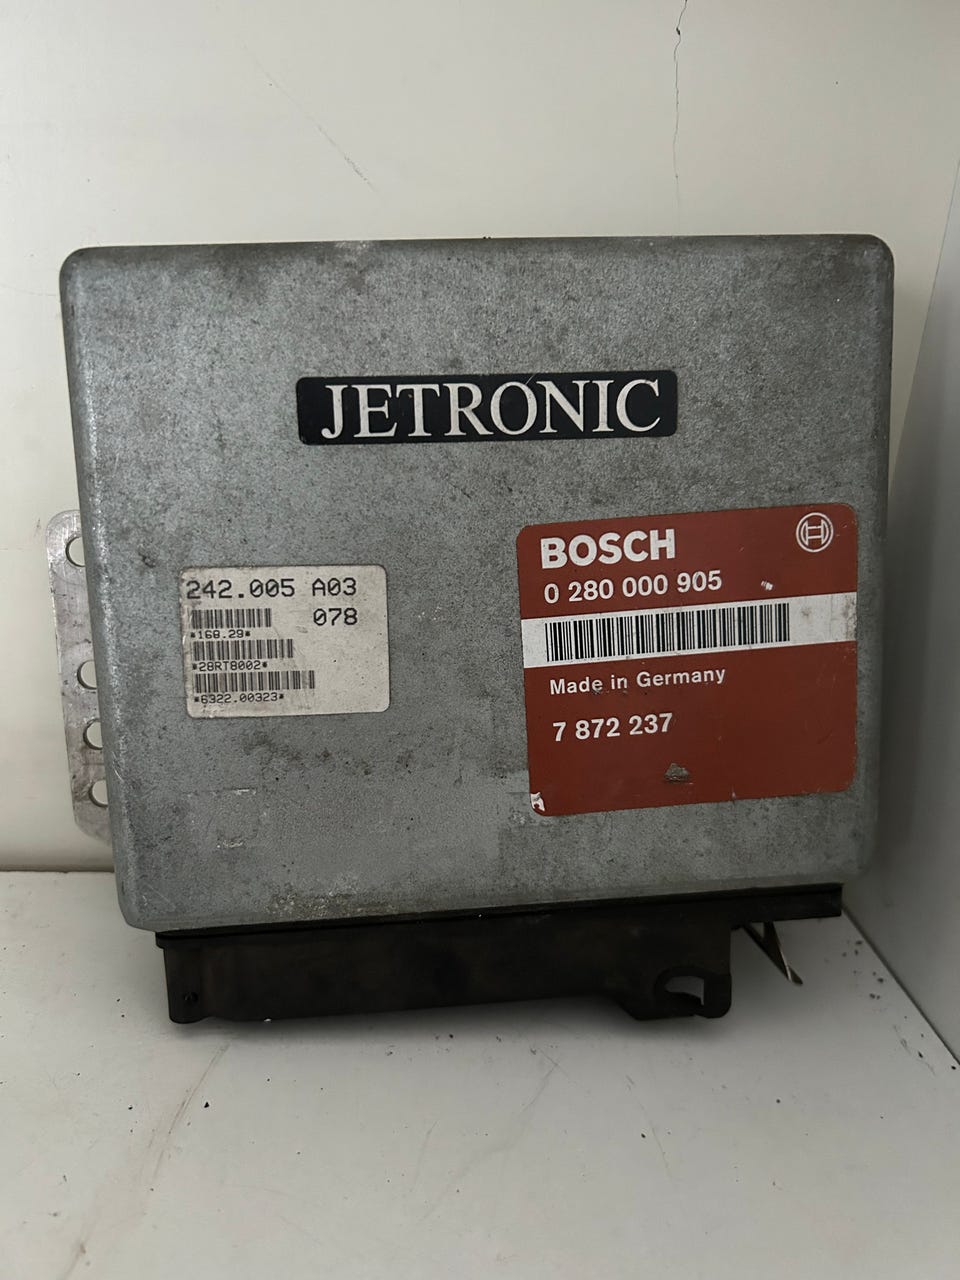 JETRONIC
BOSCH
0 280 000 905
Made in Germany
7 872 237
242.005 A03
078
*168.29*
*28RT8002*
*6322.00323*